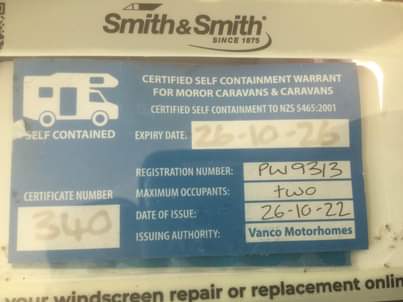 Smith&Smith
SINCE 1875
CERTIFIED SELF CONTAINMENT WARRANT
FOR MOROR CARAVANS & CARAVANS
CERTIFIED SELF CONTAINMENT TO NZS 5465:2001
SELF CONTAINED
EXPIRY DATE. 26-10-26
REGISTRATION NUMBER: PW9313
CERTIFICATE NUMBER
340
MAXIMUM OCCUPANTS: two
DATE OF ISSUE: 26-10-22
ISSUING AUTHORITY: Vanco Motorhomes
your windscreen repair or replacement onlin